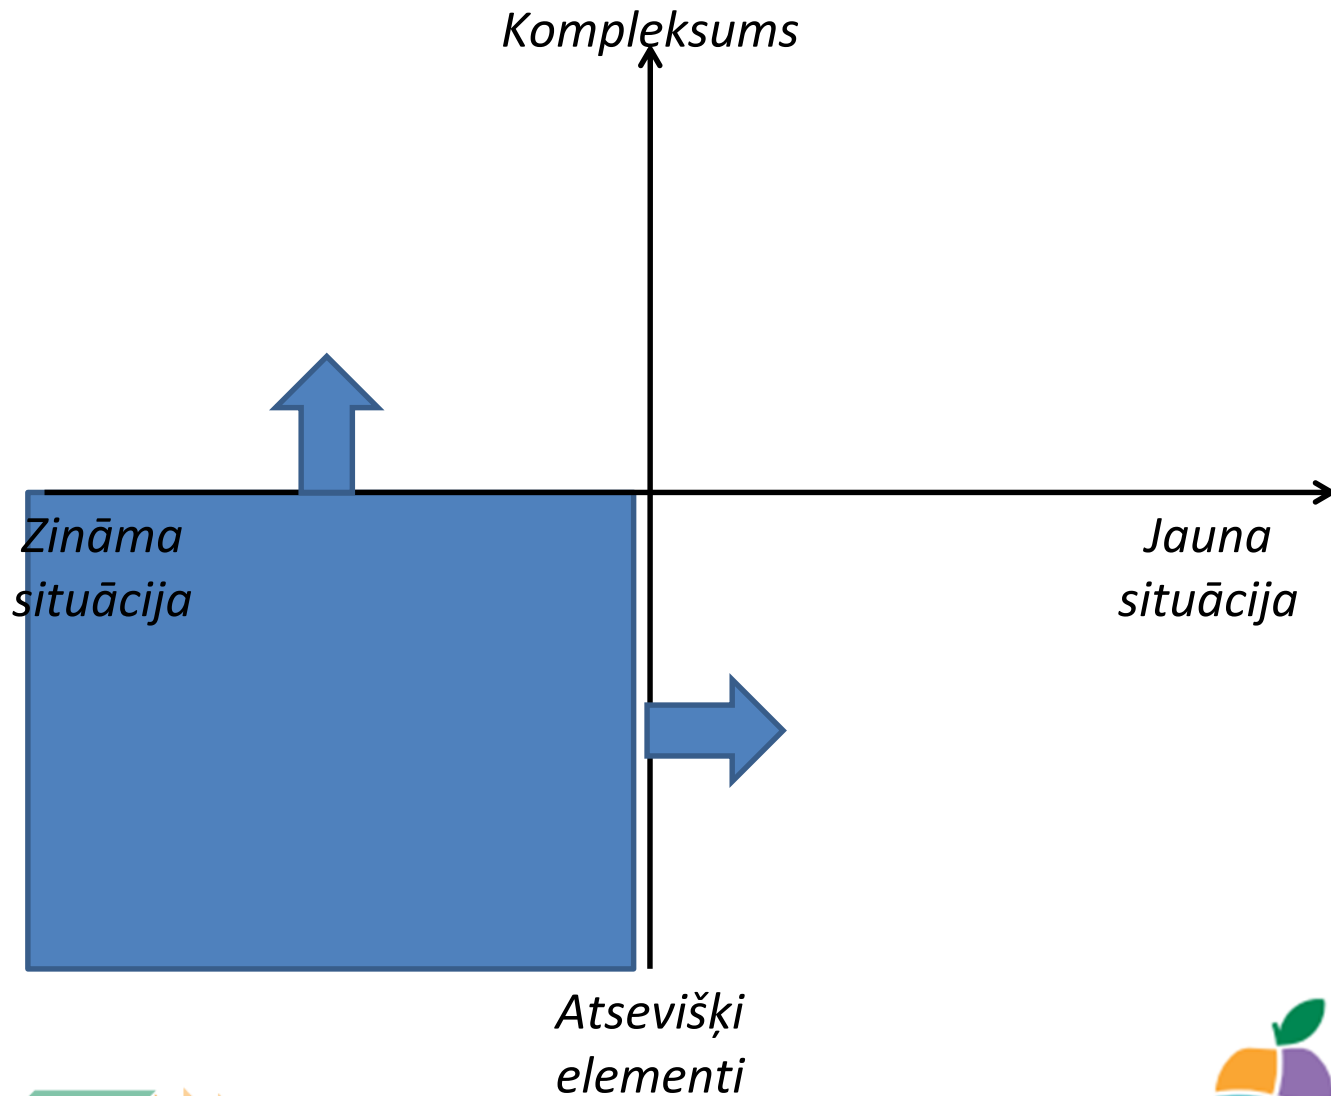 Kompleksums
Zināma
situācija
Jauna
situācija
Atsevišķi
elementi